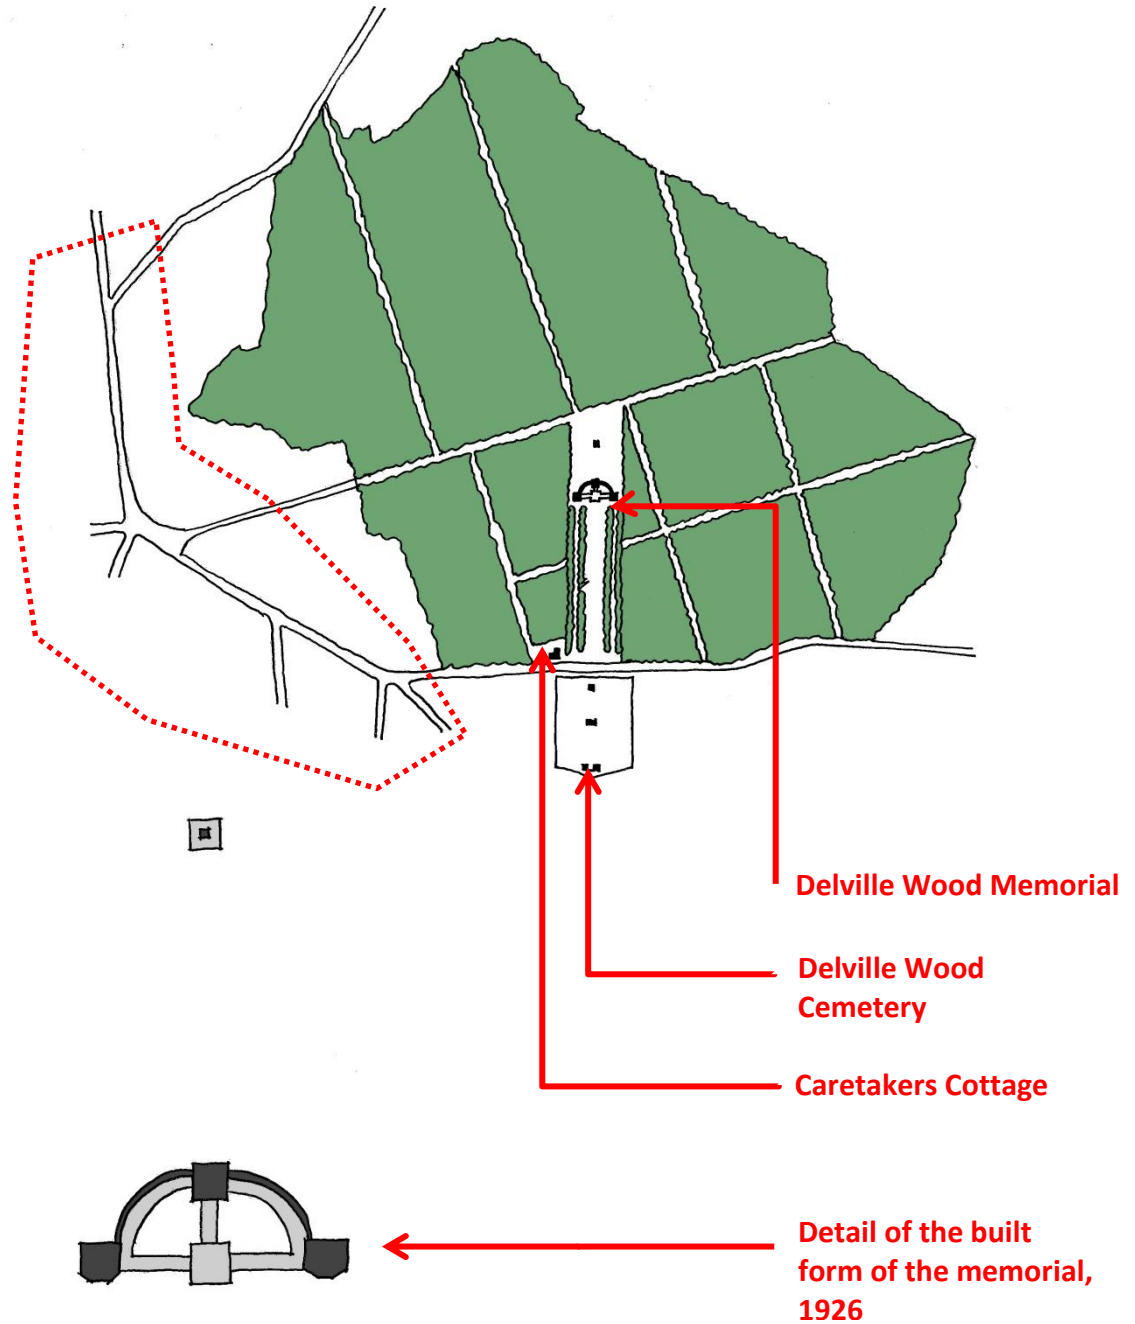 Delville Wood Memorial
Delville Wood
Cemetery
Caretakers Cottage
Detail of the built
form of the memorial,
1926